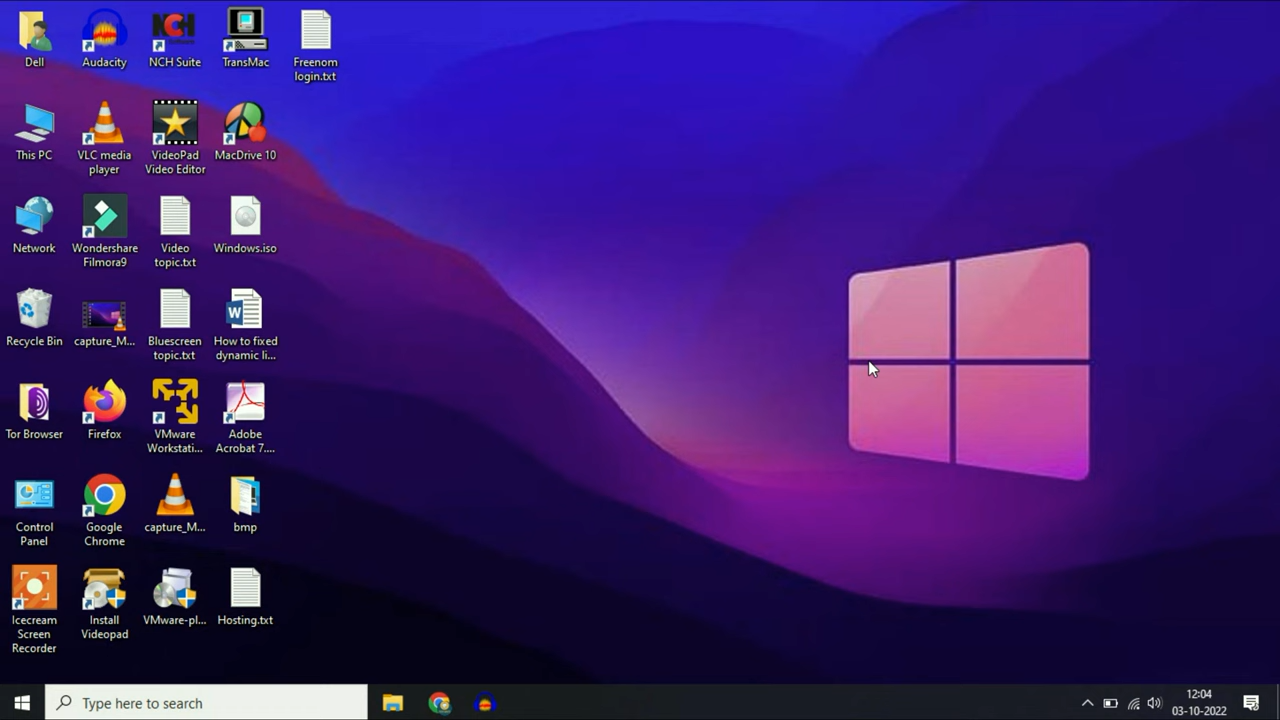 Dell
Audacity
NCH
NCH Suite
TransMac
Freenom
login.txt
This PC
VLC media
player
VideoPad
Video Editor
MacDrive 10
Network
Wondershare
Filmora9
Video
topic.txt
Windows.iso
Recycle Bin
capture_M...
Bluescreen
topic.txt
How to fixed
dynamic li...
Tor Browser
Firefox
VMware
Workstati...
Adobe
Acrobat 7....
Control
Panel
Google
Chrome
capture_M...
bmp
Icecream
Screen
Recorder
Install
Videopad
VMware-pl...
Hosting.txt
Type here to search
12:04
03-10-2022